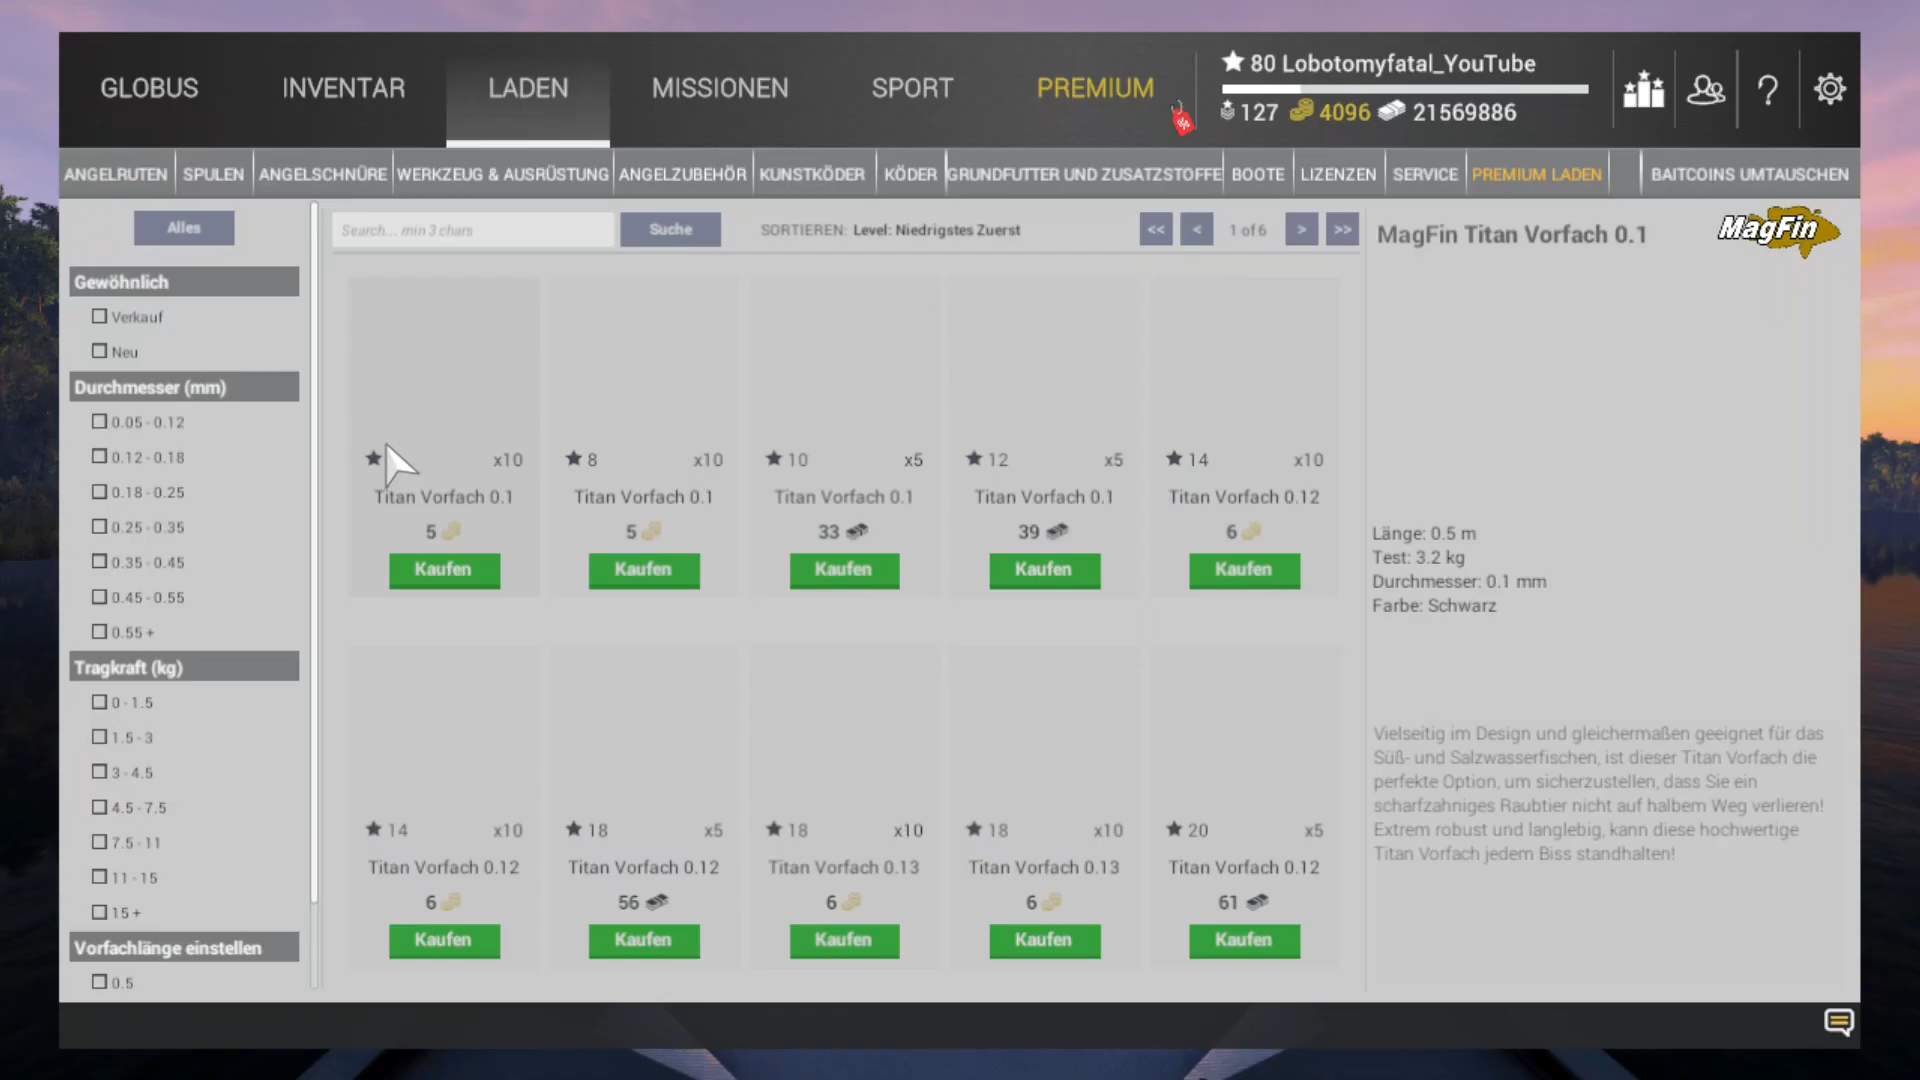 GLOBUS INVENTAR LADEN MISSIONEN SPORT PREMIUM
80 Lobotomyfatal_YouTube
127 4096 21569886
ANGELRUTEN SPULEN ANGELSCHNÜRE WERKZEUG & AUSRÜSTUNG ANGELZUBEHÖR KUNSTKÖDER KÖDER GRUNDFUTTER UND ZUSATZSTOFFE BOOTE LIZENZEN SERVICE PREMIUM LADEN BAITCOINS UMTAUSCHEN
Alles
Gewöhnlich
Verkauf
Neu
Durchmesser (mm)
0.05 - 0.12
0.12 - 0.18
0.18 - 0.25
0.25 - 0.35
0.35 - 0.45
0.45 - 0.55
0.55 +
Tragkraft (kg)
0 - 1.5
1.5 - 3
3 - 4.5
4.5 - 7.5
7.5 - 11
11 - 15
15 +
Vorfachlänge einstellen
0.5
Search... min 3 chars Suche SORTIEREN: Level: Niedrigstes Zuerst << < 1 of 6 > >>
x10 8 x10 10 x5 12 x5 14 x10
Titan Vorfach 0.1 Titan Vorfach 0.1 Titan Vorfach 0.1 Titan Vorfach 0.1 Titan Vorfach 0.12
5 5 33 39 6
Kaufen Kaufen Kaufen Kaufen Kaufen
14 x10 18 x5 18 x10 18 x10 20 x5
Titan Vorfach 0.12 Titan Vorfach 0.12 Titan Vorfach 0.13 Titan Vorfach 0.13 Titan Vorfach 0.12
6 56 6 6 61
Kaufen Kaufen Kaufen Kaufen Kaufen
MagFin Titan Vorfach 0.1
MagFin
Länge: 0.5 m
Test: 3.2 kg
Durchmesser: 0.1 mm
Farbe: Schwarz
Vielseitig im Design und gleichermaßen geeignet für das
Süß- und Salzwasserfischen, ist dieser Titan Vorfach die
perfekte Option, um sicherzustellen, dass Sie ein
scharfzahniges Raubtier nicht auf halbem Weg verlieren!
Extrem robust und langlebig, kann diese hochwertige
Titan Vorfach jedem Biss standhalten!